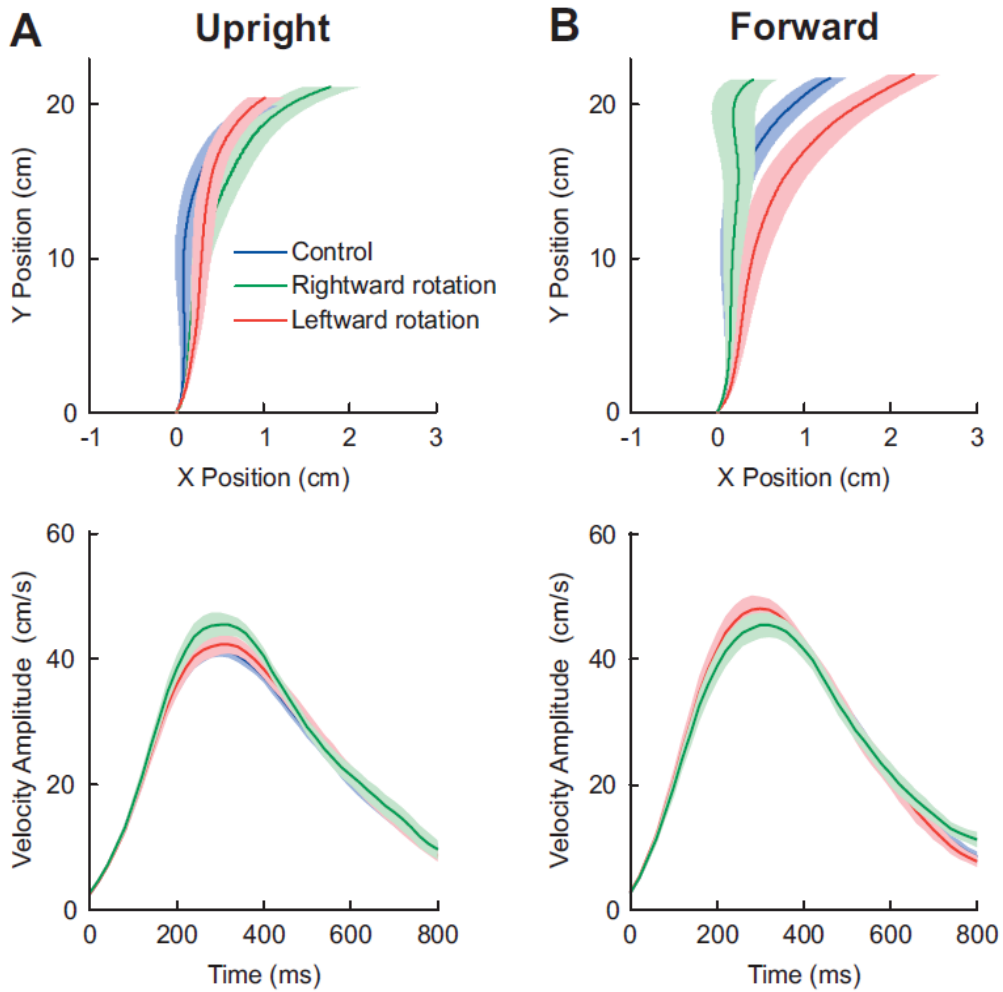 A Upright
B Forward
20
10
0
Y Position (cm)
-1 0 1 2 3
X Position (cm)
Control
Rightward rotation
Leftward rotation
20
10
0
Y Position (cm)
-1 0 1 2 3
X Position (cm)
60
40
20
0
Velocity Amplitude (cm/s)
0 200 400 600 800
Time (ms)
60
40
20
0
Velocity Amplitude (cm/s)
0 200 400 600 800
Time (ms)